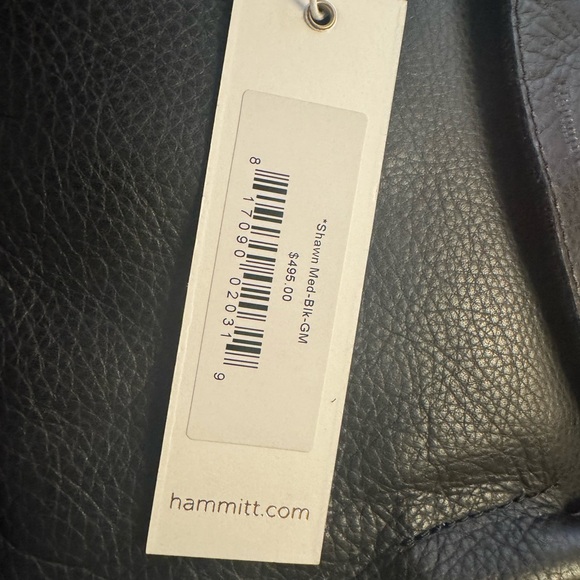 *Shawn Med-Blk-GM
$495.00
8 17090 02031 9
hammitt.com